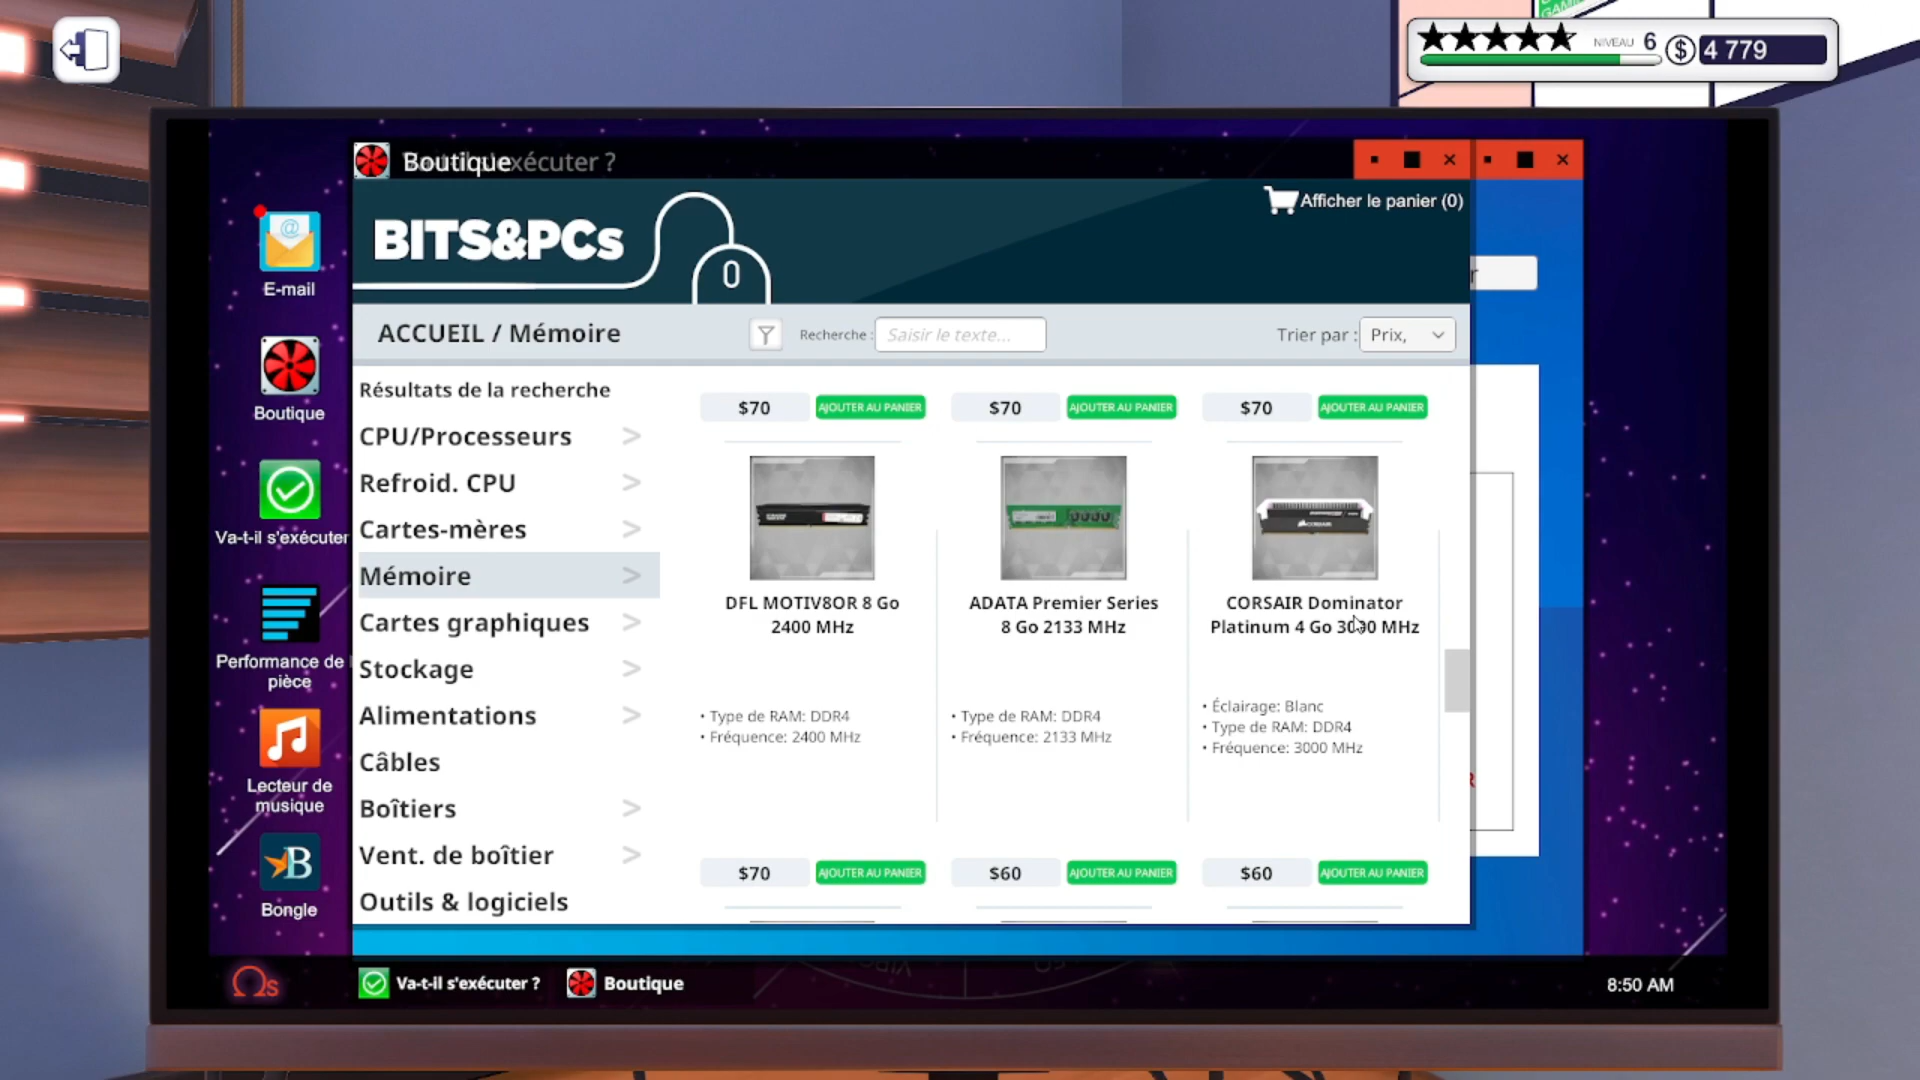 GAMI
NIVEAU 6
$ 4 779
Boutique exécuter ?
Afficher le panier (0)
BITS&PCs
ACCUEIL / Mémoire
Recherche :
Saisir le texte...
Trier par :
Prix,
Résultats de la recherche
CPU/Processeurs >
Refroid. CPU >
Cartes-mères >
Mémoire >
Cartes graphiques >
Stockage >
Alimentations >
Câbles
Boîtiers >
Vent. de boîtier >
Outils & logiciels
$70 AJOUTER AU PANIER
$70 AJOUTER AU PANIER
$70 AJOUTER AU PANIER
DFL MOTIV8OR 8 Go
2400 MHz
• Type de RAM: DDR4
• Fréquence: 2400 MHz
$70 AJOUTER AU PANIER
ADATA Premier Series
8 Go 2133 MHz
• Type de RAM: DDR4
• Fréquence: 2133 MHz
$60 AJOUTER AU PANIER
CORSAIR
CORSAIR Dominator
Platinum 4 Go 3000 MHz
• Éclairage: Blanc
• Type de RAM: DDR4
• Fréquence: 3000 MHz
$60 AJOUTER AU PANIER
r
R
E-mail
Boutique
Va-t-il s'exécuter
Performance de
pièce
Lecteur de
musique
B
Bongle
Ωs
Va-t-il s'exécuter ?
Boutique
8:50 AM